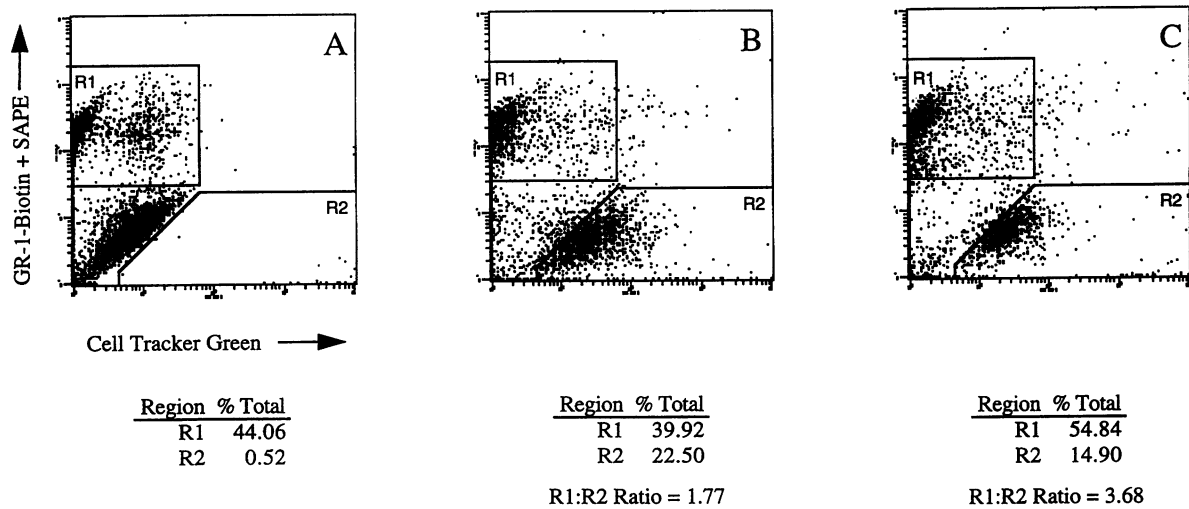 GR-1-Biotin + SAPE
A
R1
R2
B
R1
R2
C
R1
R2
Cell Tracker Green
Region % Total
R1 44.06
R2 0.52
Region % Total
R1 39.92
R2 22.50
R1:R2 Ratio = 1.77
Region % Total
R1 54.84
R2 14.90
R1:R2 Ratio = 3.68